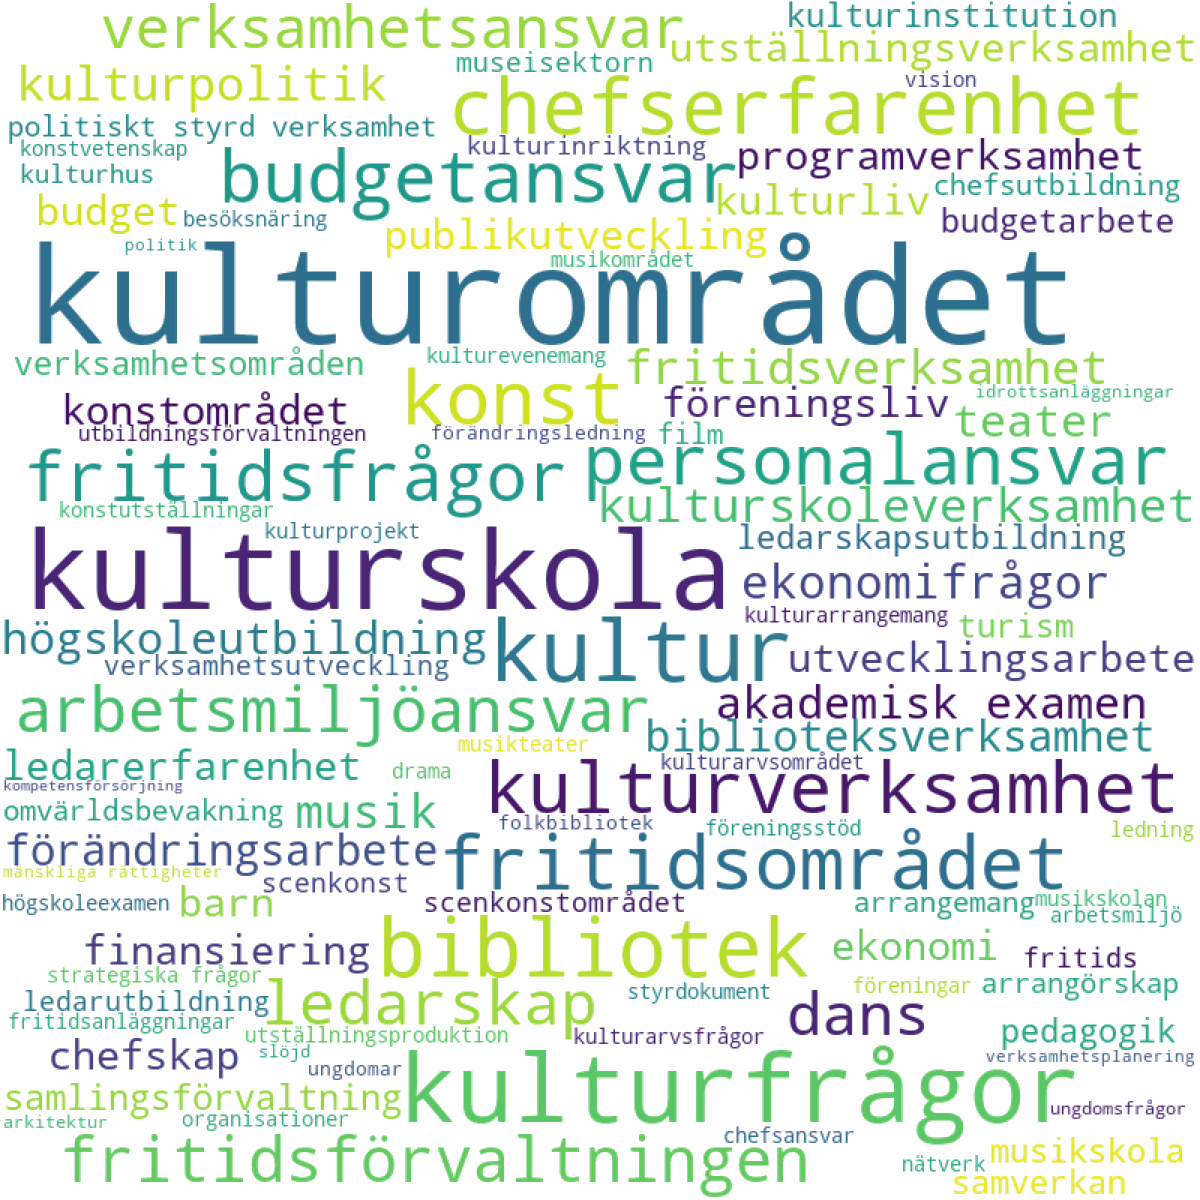 verksamhetsansvar
kulturinstitution
utställningsverksamhet
museisektorn
kulturpolitik
vision
chefserfarenhet
politiskt styrd verksamhet
konstvetenskap
kulturinriktning
programverksamhet
kulturhus
budgetansvar
chefsutbildning
kulturliv
budget
besöksnäring
budgetarbete
publikutveckling
politik
musikområdet
kulturområdet
verksamhetsområden
kulturevenemang
fritidsverksamhet
konst
idrottsanläggningar
konstområdet
föreningsliv
teater
utbildningsförvaltningen
förändringsledning
film
fritidsfrågor
personalansvar
konstutställningar
kulturskoleverksamhet
kulturprojekt
ledarskapsutbildning
kulturskola
ekonomifrågor
kulturarrangemang
turism
högskoleutbildning
kultur
verksamhetsutveckling
utvecklingsarbete
arbetsmiljöansvar
akademisk examen
musikteater
biblioteksverksamhet
ledarerfarenhet
drama
kulturarvsområdet
kompetensförsörjning
kulturverksamhet
omvärldsbevakning
musik
folkbibliotek
föreningsstöd
ledning
förändringsarbete
fritidsområdet
mänskliga rättigheter
scenkonst
högskoleexamen
barn
scenkonstområdet
arrangemang
musikskolan
arbetsmiljö
finansiering
bibliotek
ekonomi
fritids
strategiska frågor
ledarutbildning
ledarskap
styrdokument
föreningar
arrangörskap
fritidsanläggningar
utställningsproduktion
kulturarvsfrågor
dans
pedagogik
chefskap
slöjd
ungdomar
verksamhetsplanering
samlingsförvaltning
kulturfrågor
ungdomsfrågor
arkitektur
organisationer
chefsansvar
fritidsförvaltningen
musikskola
nätverk
samverkan